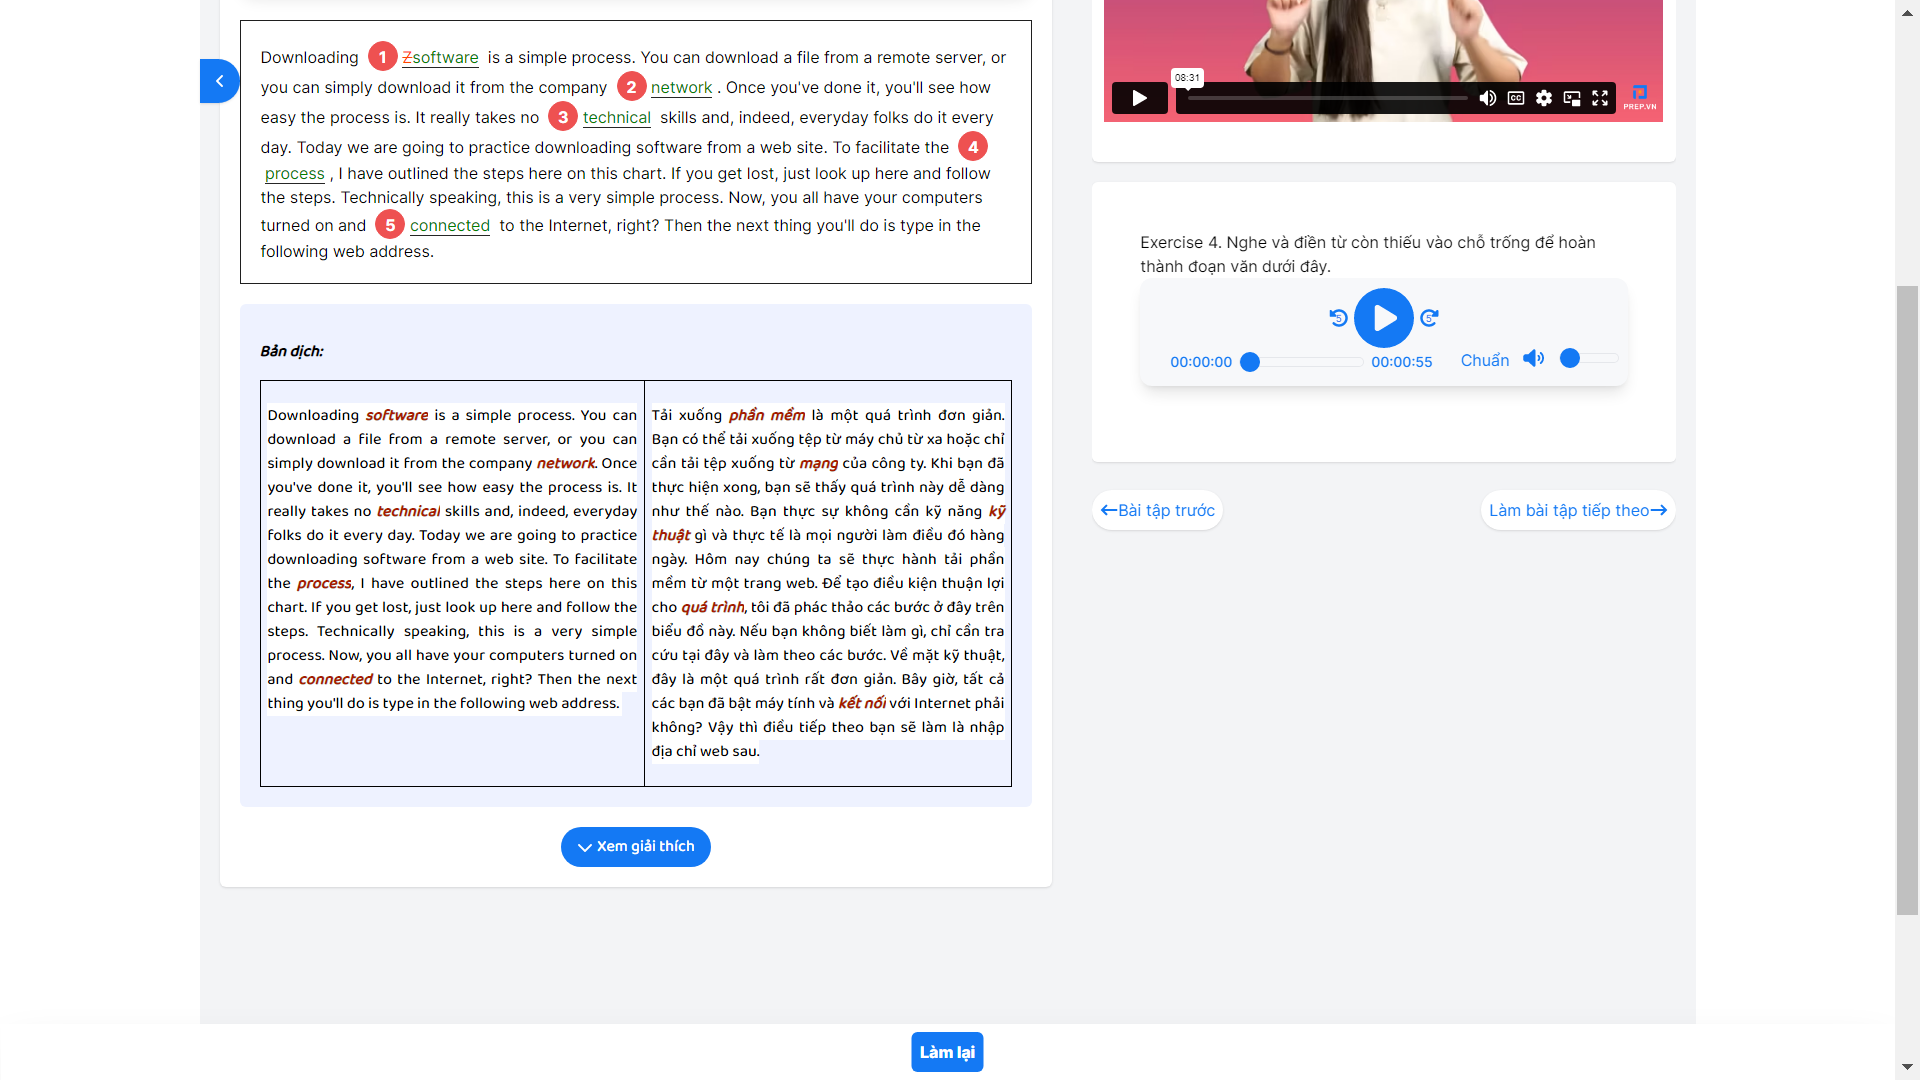 Downloading 1 Zsoftware is a simple process. You can download a file from a remote server, or
you can simply download it from the company 2 network . Once you've done it, you'll see how
easy the process is. It really takes no 3 technical skills and, indeed, everyday folks do it every
day. Today we are going to practice downloading software from a web site. To facilitate the 4
process , I have outlined the steps here on this chart. If you get lost, just look up here and follow
the steps. Technically speaking, this is a very simple process. Now, you all have your computers
turned on and 5 connected to the Internet, right? Then the next thing you'll do is type in the
following web address.
Bản dịch:
Downloading software is a simple process. You can
download a file from a remote server, or you can
simply download it from the company network. Once
you've done it, you'll see how easy the process is. It
really takes no technical skills and, indeed, everyday
folks do it every day. Today we are going to practice
downloading software from a web site. To facilitate
the process, I have outlined the steps here on this
chart. If you get lost, just look up here and follow the
steps. Technically speaking, this is a very simple
process. Now, you all have your computers turned on
and connected to the Internet, right? Then the next
thing you'll do is type in the following web address.
Tải xuống phần mềm là một quá trình đơn giản.
Bạn có thể tải xuống tệp từ máy chủ từ xa hoặc chỉ
cần tải tệp xuống từ mạng của công ty. Khi bạn đã
thực hiện xong, bạn sẽ thấy quá trình này dễ dàng
như thế nào. Bạn thực sự không cần kỹ năng kỹ
thuật gì và thực tế là mọi người làm điều đó hàng
ngày. Hôm nay chúng ta sẽ thực hành tải phần
mềm từ một trang web. Để tạo điều kiện thuận lợi
cho quá trình, tôi đã phác thảo các bước ở đây trên
biểu đồ này. Nếu bạn không biết làm gì, chỉ cần tra
cứu tại đây và làm theo các bước. Về mặt kỹ thuật,
đây là một quá trình rất đơn giản. Bây giờ, tất cả
các bạn đã bật máy tính và kết nối với Internet phải
không? Vậy thì điều tiếp theo bạn sẽ làm là nhập
địa chỉ web sau.
Xem giải thích
08:31
CC
PREP.VN
Exercise 4. Nghe và điền từ còn thiếu vào chỗ trống để hoàn
thành đoạn văn dưới đây.
5 5
00:00:00 00:00:55 Chuẩn
Bài tập trước
Làm bài tập tiếp theo
Làm lại